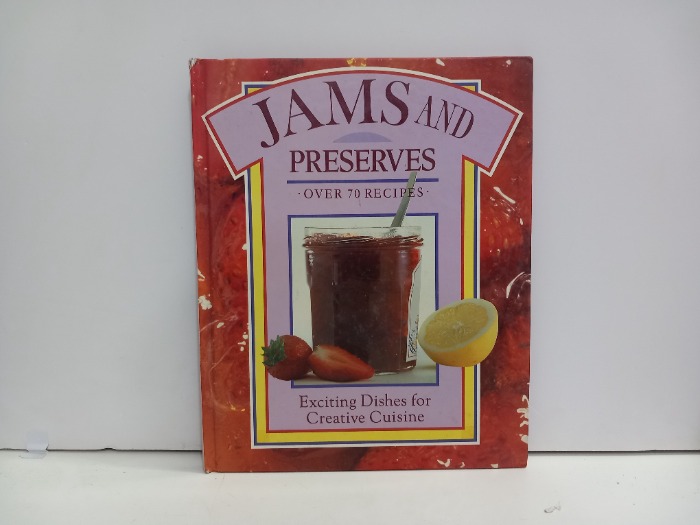 JAMS AND
PRESERVES
· OVER 70 RECIPES ·
Exciting Dishes for
Creative Cuisine